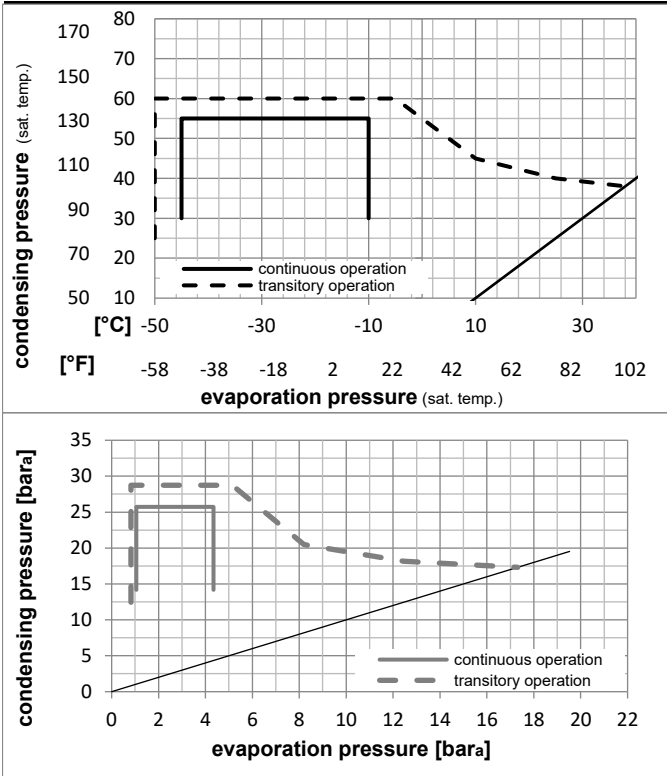 condensing pressure (sat. temp.)
170 80
150 70
60
130 50
110 40
90 30
70 20
50 10
continuous operation
transitory operation
[°C] -50 -30 -10 10 30
[°F] -58 -38 -18 2 22 42 62 82 102
evaporation pressure (sat. temp.)
condensing pressure [bara]
35
30
25
20
15
10
5
0
continuous operation
transitory operation
0 2 4 6 8 10 12 14 16 18 20 22
evaporation pressure [bara]